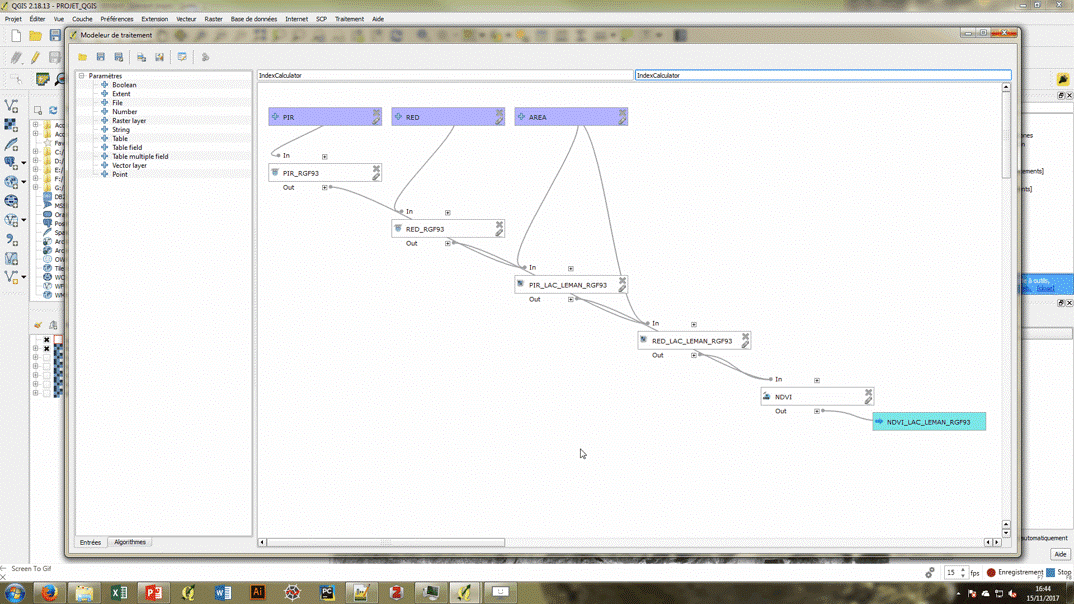 QGIS 2.18.13 - PROJET_QGIS
Projet Éditer Vue Couche Préférences Extension Vecteur Raster Base de données Internet SCP Traitement Aide
Modeleur de traitement
Paramètres
Boolean
Extent
File
Number
Raster layer
String
Table
Table field
Table multiple field
Vector layer
Point
Entrées Algorithmes
IndexCalculator IndexCalculator
PIR RED AREA
In
PIR_RGF93
Out
In
RED_RGF93
Out
In
PIR_LAC_LEMAN_RGF93
Out
In
RED_LAC_LEMAN_RGF93
Out
In
NDVI
Out
NDVI_LAC_LEMAN_RGF93
C:/
D:/
E:/
F:/
G:/
DB2
automatiquement
Aide
Screen To Gif
15 fps Enregistrement Stop
16:44
15/11/2017